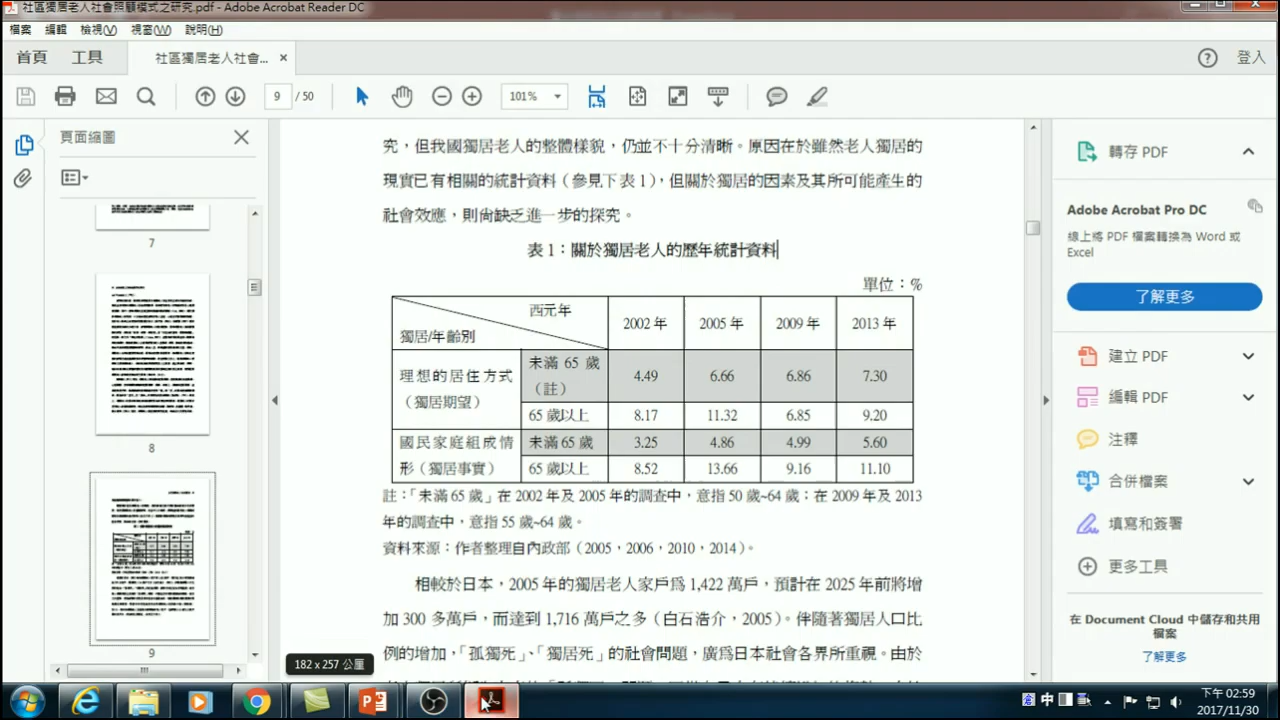 社區獨居老人社會照顧模式之研究.pdf - Adobe Acrobat Reader DC
檔案 編輯 檢視(V) 視窗(W) 說明(H)
首頁 工具 社區獨居老人社會... × 登入
9 / 50 101%
頁面縮圖
7
8
9
182 x 257 公厘
究，但我國獨居老人的整體樣貌，仍並不十分清晰。原因在於雖然老人獨居的
現實已有相關的統計資料（參見下表 1），但關於獨居的因素及其所可能產生的
社會效應，則尚缺乏進一步的探究。
表 1：關於獨居老人的歷年統計資料
單位：%
西元年
獨居/年齡別
2002 年 2005 年 2009 年 2013 年
理想的居住方式
（獨居期望）
未滿 65 歲
（註）
4.49 6.66 6.86 7.30
65 歲以上 8.17 11.32 6.85 9.20
國民家庭組成情
形（獨居事實）
未滿 65 歲 3.25 4.86 4.99 5.60
65 歲以上 8.52 13.66 9.16 11.10
註：「未滿 65 歲」在 2002 年及 2005 年的調查中，意指 50 歲~64 歲；在 2009 年及 2013
年的調查中，意指 55 歲~64 歲。
資料來源：作者整理自內政部（2005，2006，2010，2014）。
相較於日本，2005 年的獨居老人家戶為 1,422 萬戶，預計在 2025 年前將增
加 300 多萬戶，而達到 1,716 萬戶之多（白石浩介，2005）。伴隨著獨居人口比
例的增加，「孤獨死」、「獨居死」的社會問題，廣為日本社會各界所重視。由於
轉存 PDF
Adobe Acrobat Pro DC
線上將 PDF 檔案轉換為 Word 或
Excel
了解更多
建立 PDF
編輯 PDF
注釋
合併檔案
填寫和簽署
更多工具
在 Document Cloud 中儲存和共用
檔案
了解更多
中
下午 02:59
2017/11/30